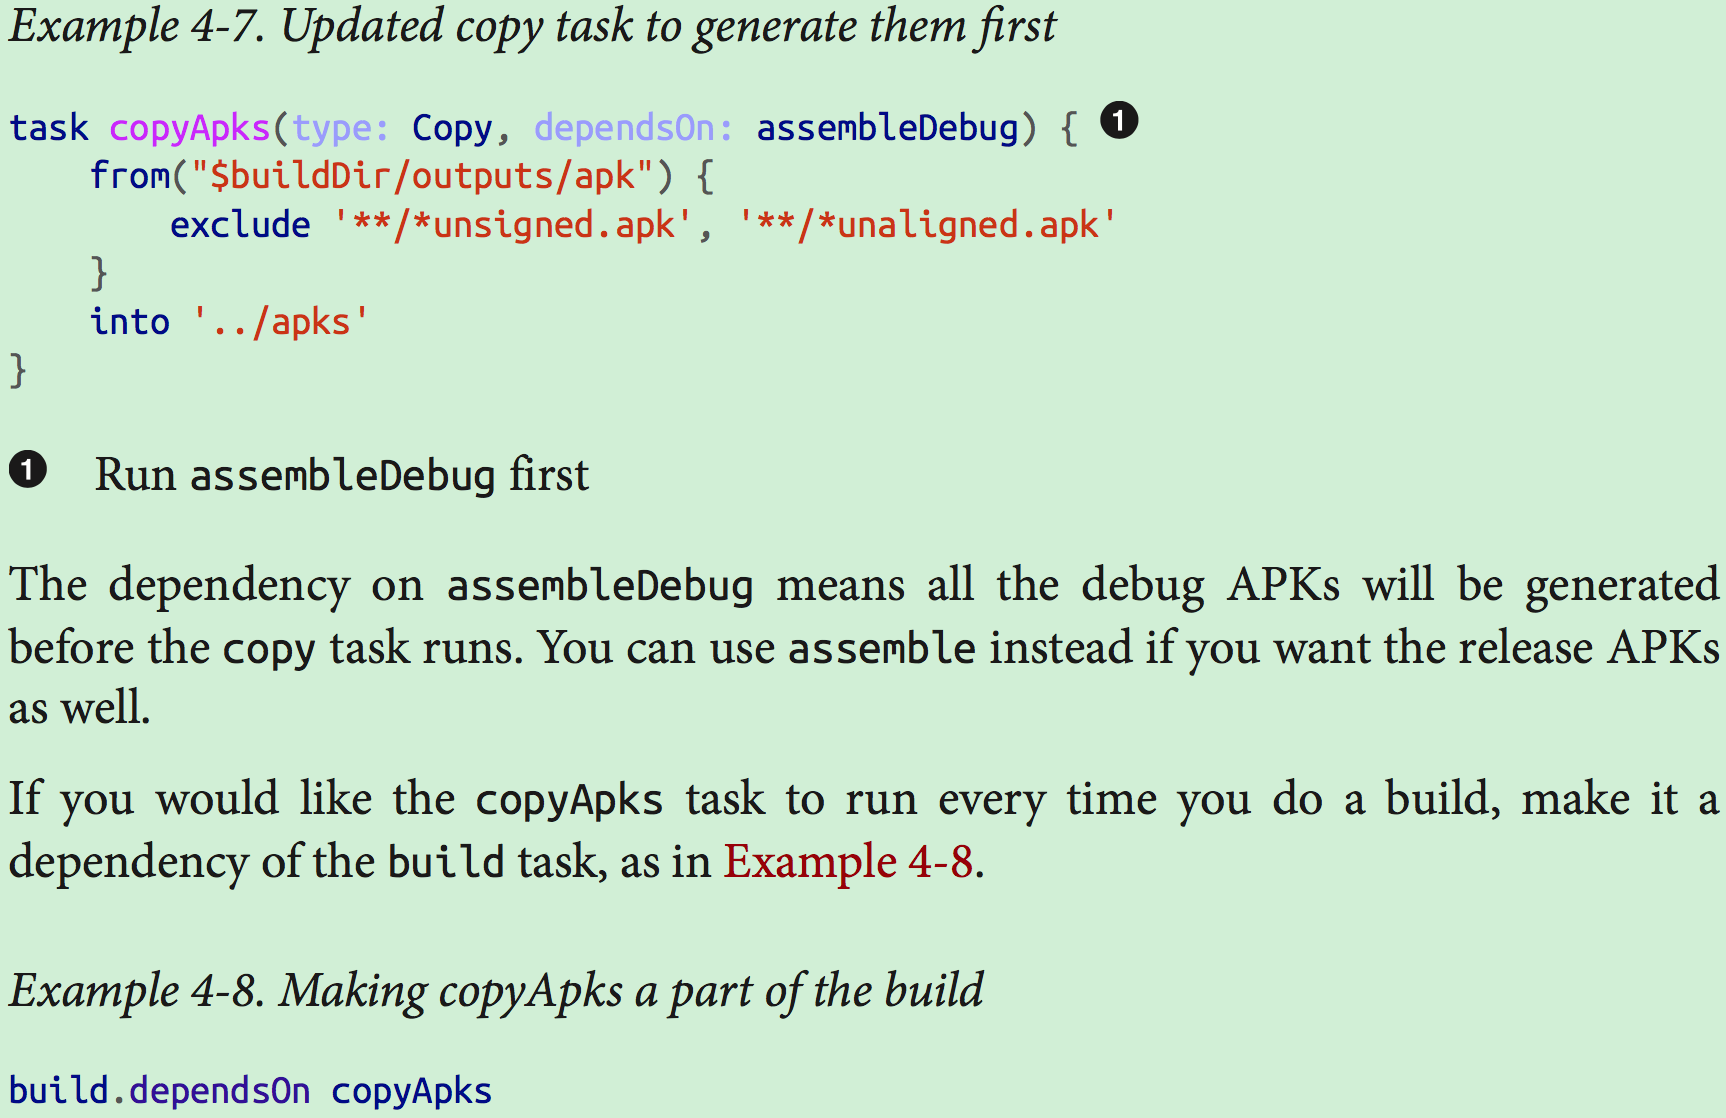 Example 4-7. Updated copy task to generate them first
task copyApks(type: Copy, dependsOn: assembleDebug) { ❶
    from("$buildDir/outputs/apk") {
        exclude '**/*unsigned.apk', '**/*unaligned.apk'
    }
    into '../apks'
}
❶ Run assembleDebug first
The dependency on assembleDebug means all the debug APKs will be generated
before the copy task runs. You can use assemble instead if you want the release APKs
as well.
If you would like the copyApks task to run every time you do a build, make it a
dependency of the build task, as in Example 4-8.
Example 4-8. Making copyApks a part of the build
build.dependsOn copyApks